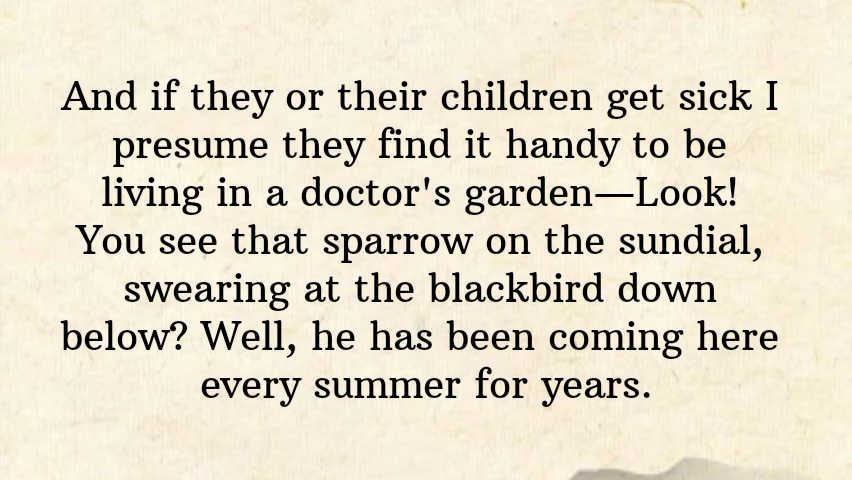 And if they or their children get sick I
presume they find it handy to be
living in a doctor's garden—Look!
You see that sparrow on the sundial,
swearing at the blackbird down
below? Well, he has been coming here
every summer for years.